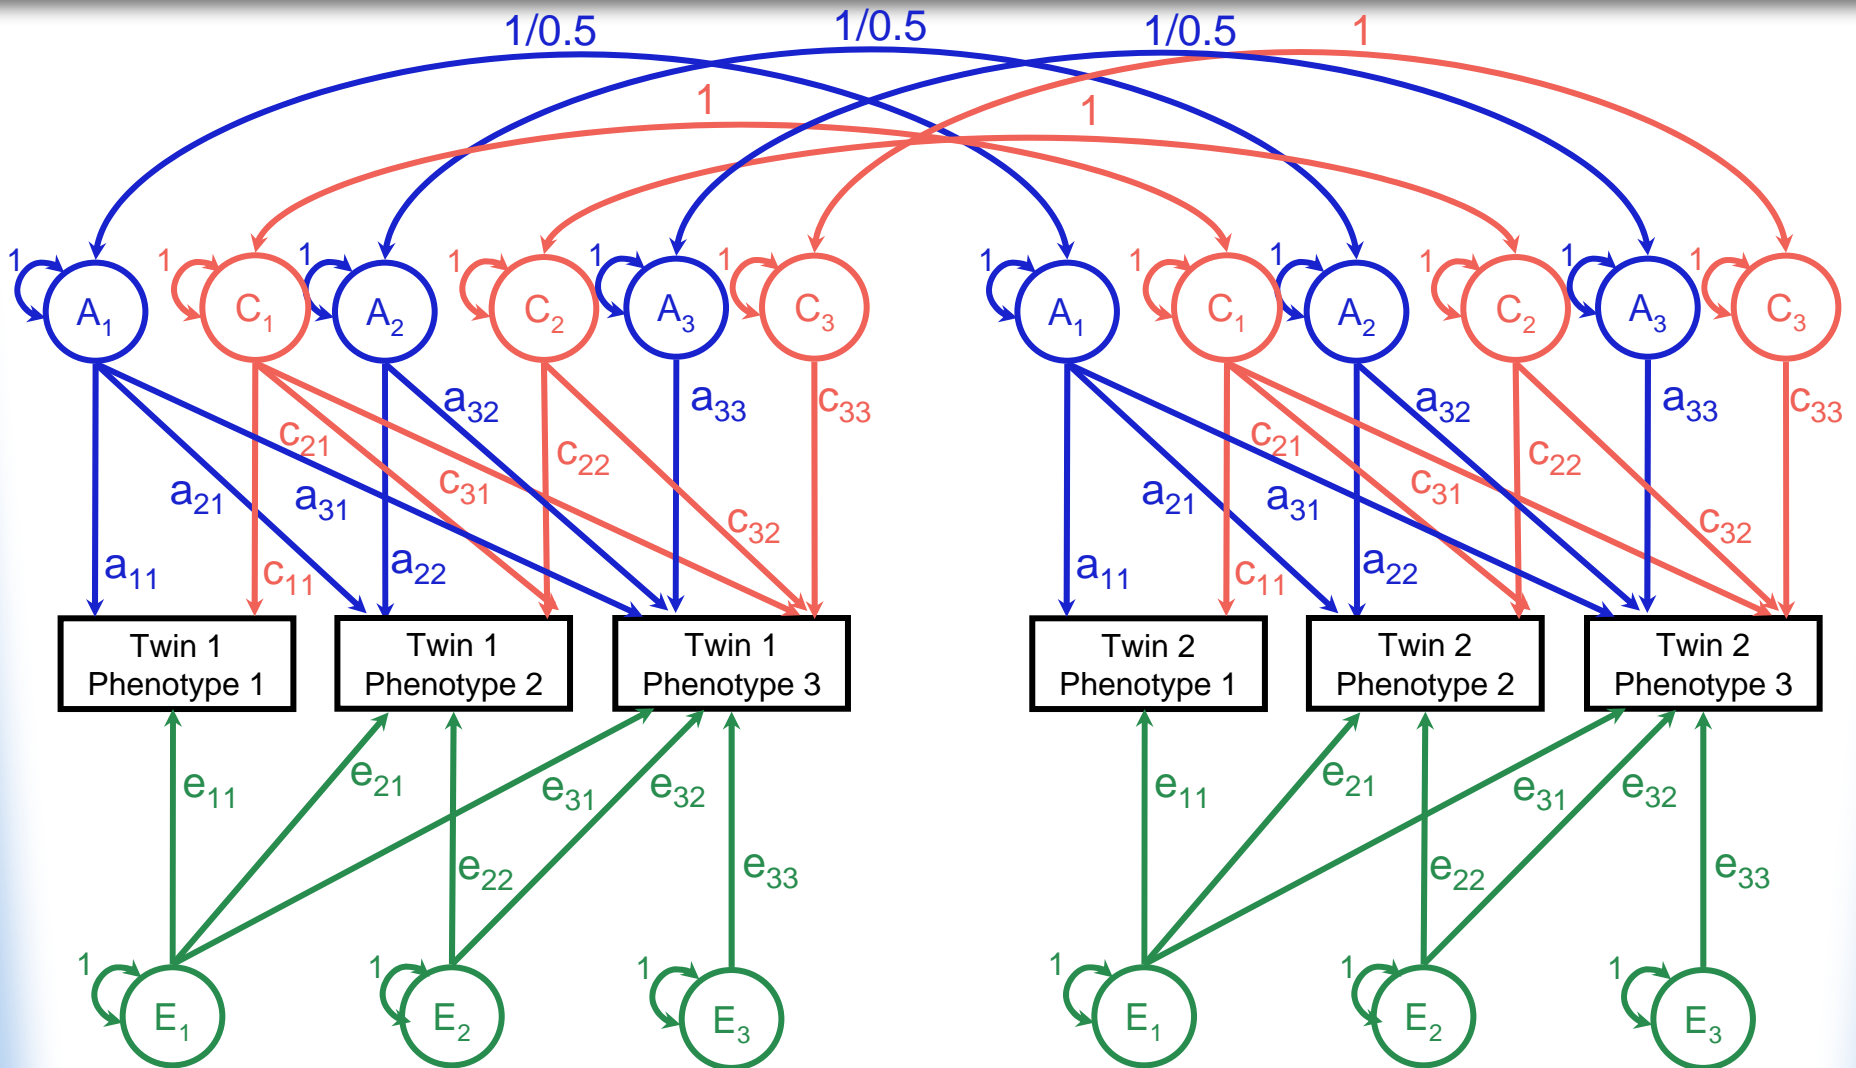 1/0.5 1/0.5 1/0.5 1
1 1
1 1 1 1 1 1 1 1 1 1 1 1
A₁ C₁ A₂ C₂ A₃ C₃ A₁ C₁ A₂ C₂ A₃ C₃
a₃₂ a₃₃ c₃₃ a₃₂ a₃₃ c₃₃
c₂₁ c₂₂ c₂₁ c₂₂
a₂₁ a₃₁ c₃₁ a₂₁ a₃₁ c₃₁
c₃₂ c₃₂
a₁₁ c₁₁ a₂₂ a₁₁ c₁₁ a₂₂
Twin 1
Phenotype 1
Twin 1
Phenotype 2
Twin 1
Phenotype 3
Twin 2
Phenotype 1
Twin 2
Phenotype 2
Twin 2
Phenotype 3
e₁₁ e₂₁ e₃₁ e₃₂ e₁₁ e₂₁ e₃₁ e₃₂
e₂₂ e₃₃ e₂₂ e₃₃
1 1 1 1 1 1
E₁ E₂ E₃ E₁ E₂ E₃